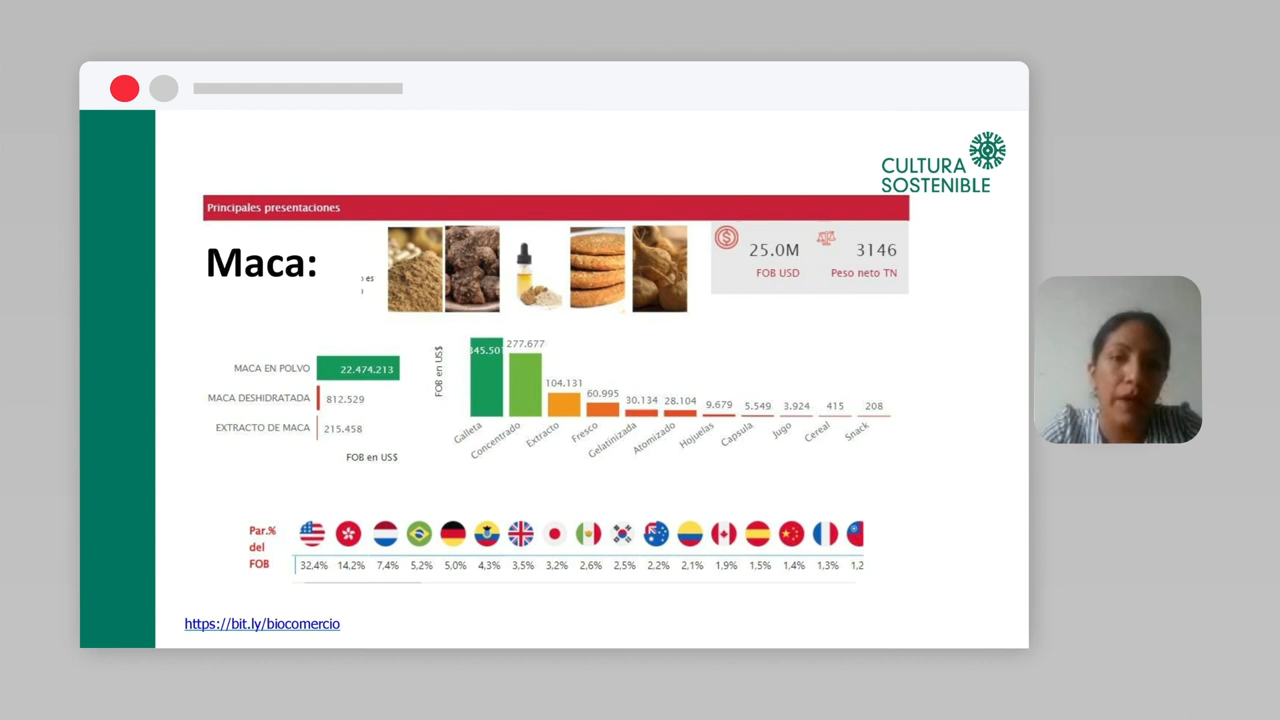 CULTURA
SOSTENIBLE
Principales presentaciones
Maca:
25.0M
3146
FOB USD
Peso neto TN
MACA EN POLVO 22.474.213
MACA DESHIDRATADA 812.529
EXTRACTO DE MACA 215.458
FOB en US$
FOB en US$
345.501 277.677 104.131 60.995 30.134 28.104 9.679 5.549 3.924 415 208
Galleta Concentrado Extracto Fresco Gelatinizada Atomizado Hojuelas Capsula Jugo Cereal Snack
Par.%
del
FOB
32,4% 14,2% 7,4% 5,2% 5,0% 4,3% 3,5% 3,2% 2,6% 2,5% 2,2% 2,1% 1,9% 1,5% 1,4% 1,3% 1,2
https://bit.ly/biocomercio